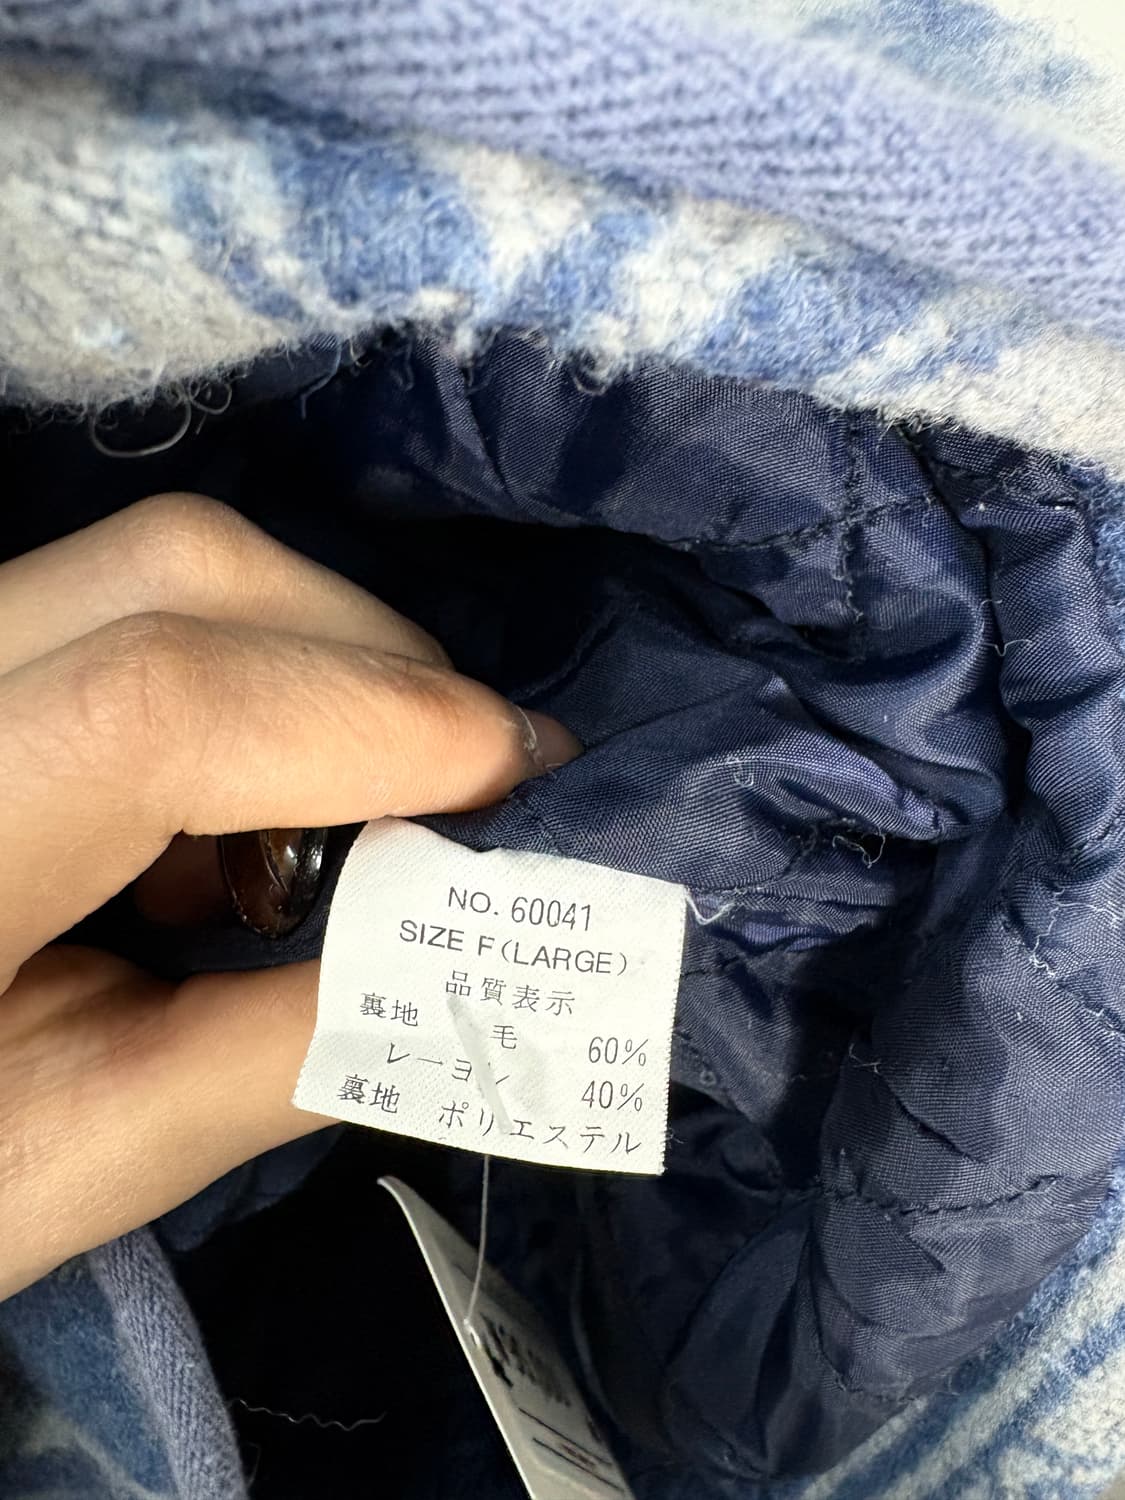 NO. 60041
SIZE F(LARGE)
品質表示
裏地 毛 60%
レーヨン 40%
裏地 ポリエステル